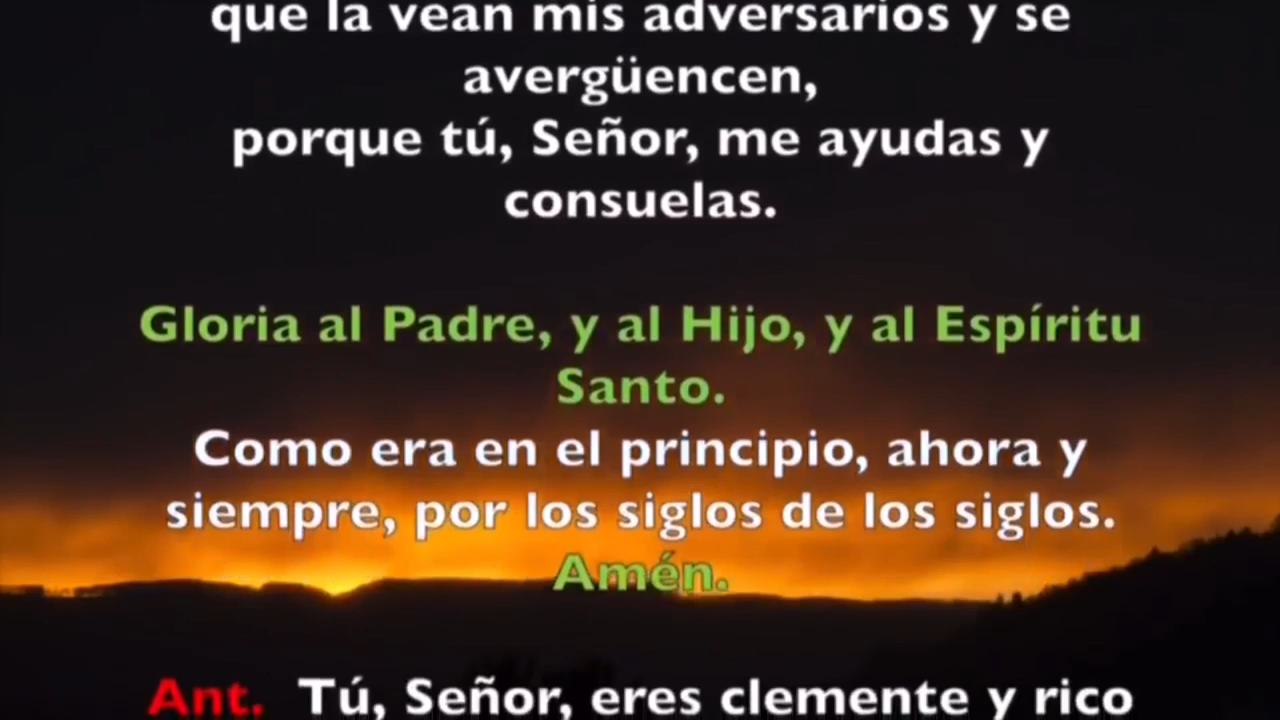 que la vean mis adversarios y se
avergüencen,
porque tú, Señor, me ayudas y
consuelas.
Gloria al Padre, y al Hijo, y al Espíritu
Santo.
Como era en el principio, ahora y
siempre, por los siglos de los siglos.
Amén.
Ant. Tú, Señor, eres clemente y rico